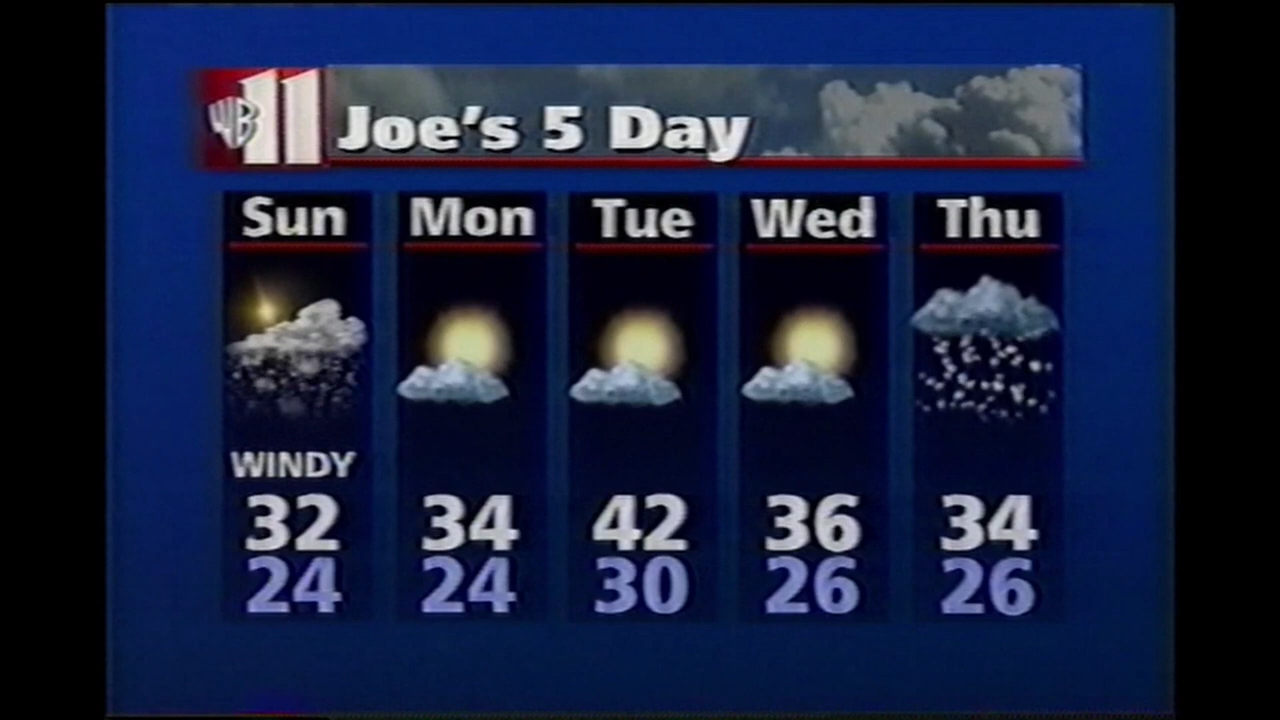 WB 11 Joe's 5 Day
Sun Mon Tue Wed Thu
WINDY
32 34 42 36 34
24 24 30 26 26